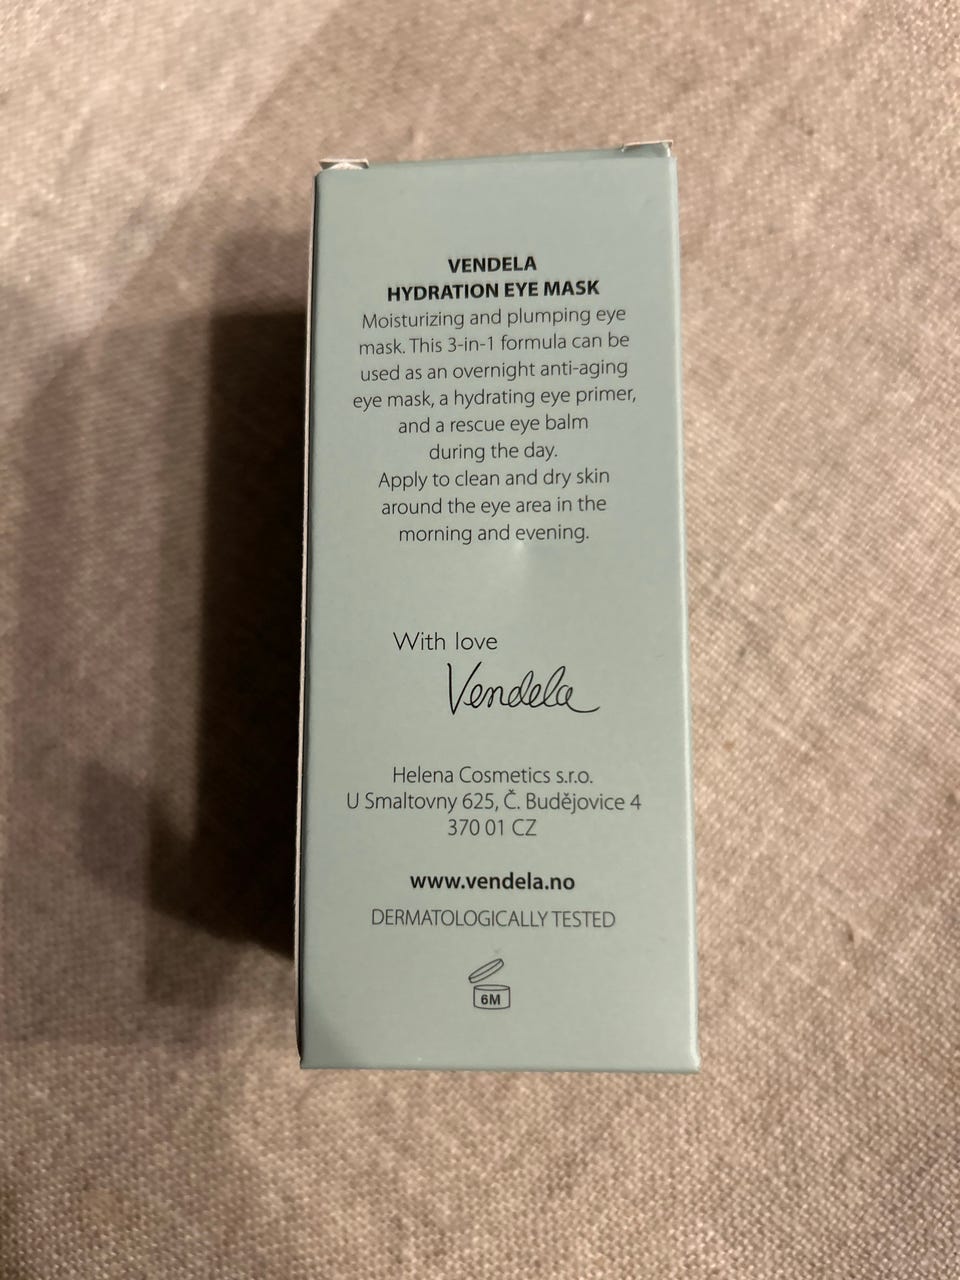 VENDELA
HYDRATION EYE MASK
Moisturizing and plumping eye
mask. This 3-in-1 formula can be
used as an overnight anti-aging
eye mask, a hydrating eye primer,
and a rescue eye balm
during the day.
Apply to clean and dry skin
around the eye area in the
morning and evening.
With love
Vendela
Helena Cosmetics s.r.o.
U Smaltovny 625, Č. Budějovice 4
370 01 CZ
www.vendela.no
DERMATOLOGICALLY TESTED
6M